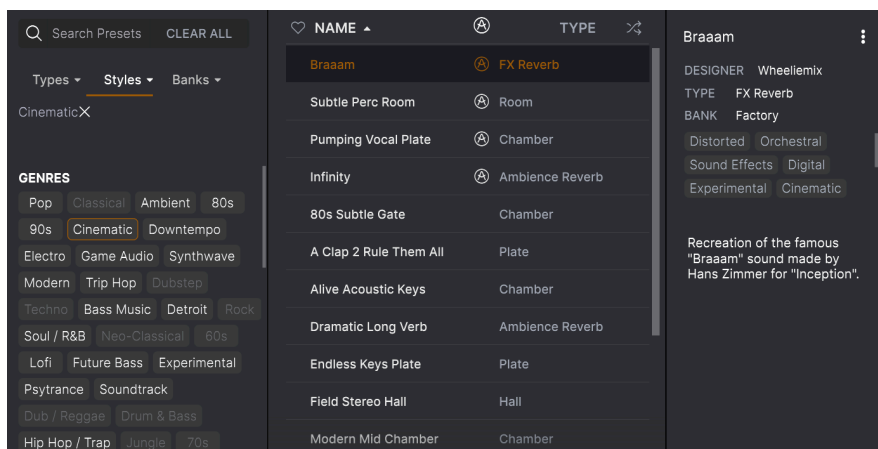 Search Presets CLEAR ALL
Types Styles Banks
Cinematic
GENRES
Pop Classical Ambient 80s
90s Cinematic Downtempo
Electro Game Audio Synthwave
Modern Trip Hop Dubstep
Techno Bass Music Detroit Rock
Soul / R&B Neo-Classical 60s
Lofi Future Bass Experimental
Psytrance Soundtrack
Dub / Reggae Drum & Bass
Hip Hop / Trap Jungle 70s
NAME TYPE
Braaam FX Reverb
Subtle Perc Room Room
Pumping Vocal Plate Chamber
Infinity Ambience Reverb
80s Subtle Gate Chamber
A Clap 2 Rule Them All Plate
Alive Acoustic Keys Chamber
Dramatic Long Verb Ambience Reverb
Endless Keys Plate Plate
Field Stereo Hall Hall
Modern Mid Chamber Chamber
Braaam
DESIGNER Wheeliemix
TYPE FX Reverb
BANK Factory
Distorted Orchestral
Sound Effects Digital
Experimental Cinematic
Recreation of the famous
"Braaam" sound made by
Hans Zimmer for "Inception".